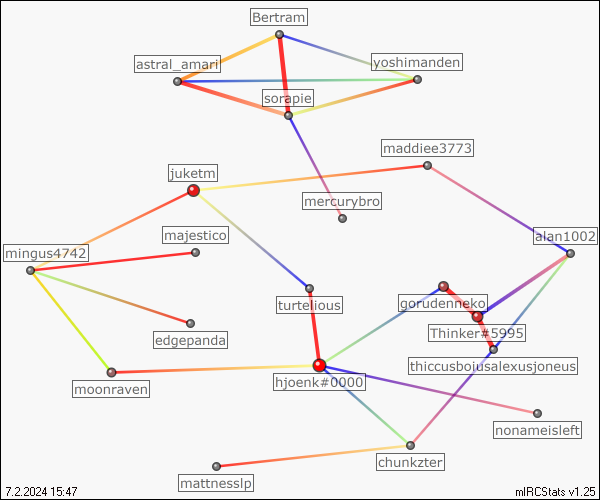 Bertram
astral_amari
yoshimanden
sorapie
maddiee3773
juketm
mercurybro
majestico
alan1002
mingus4742
turtelious
gorudenneko
Thinker#5995
edgepanda
thiccusboiusalexusjoneus
hjoenk#0000
moonraven
nonameisleft
chunkzter
mattnesslp
7.2.2024 15:47
mIRCStats v1.25